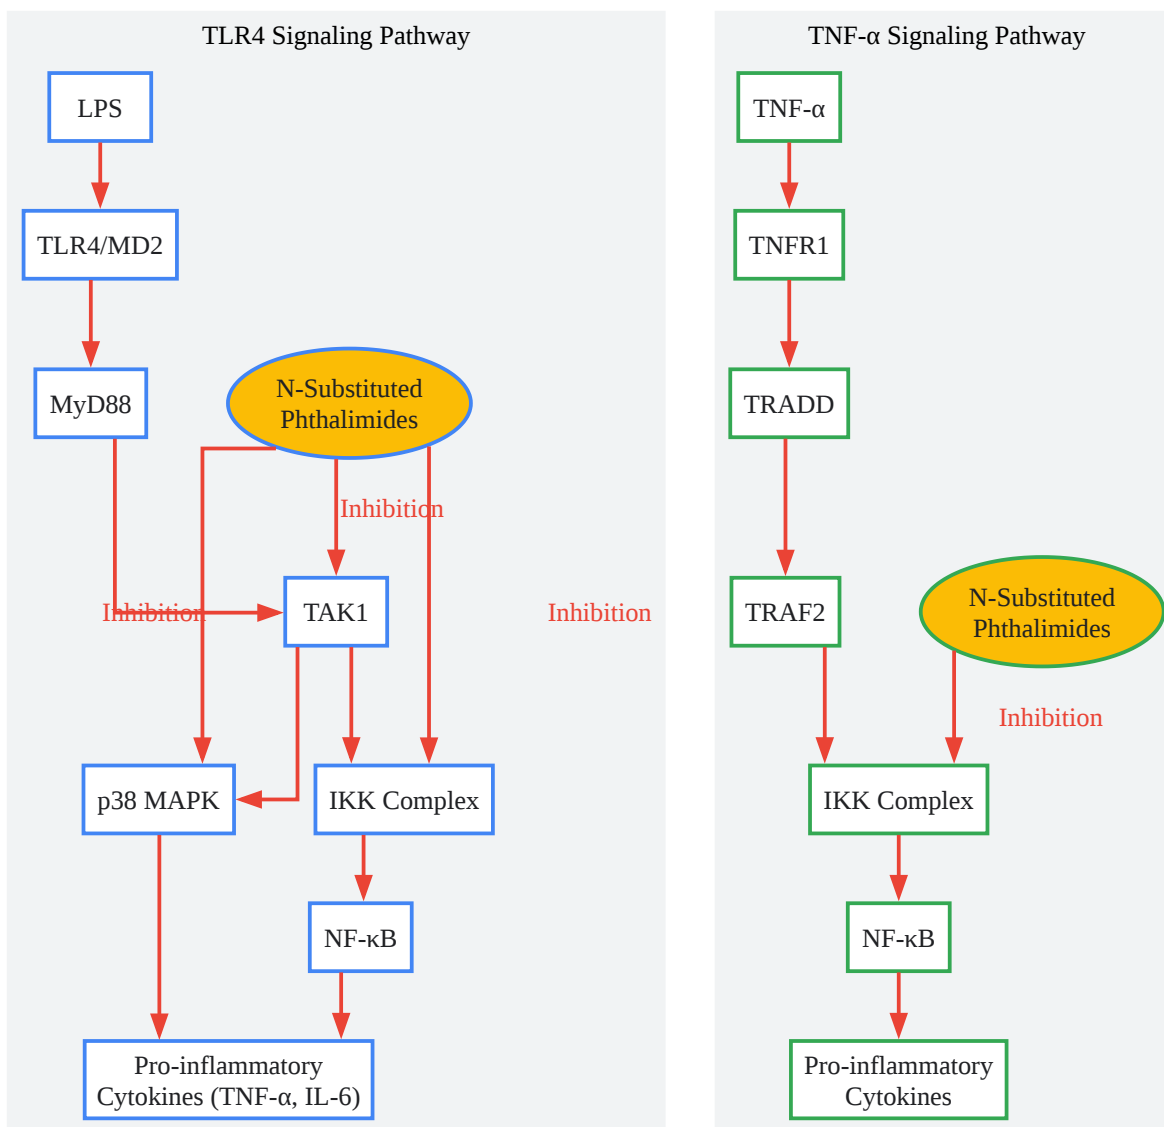 TLR4 Signaling Pathway
LPS
TLR4/MD2
MyD88
N-Substituted
Phthalimides
Inhibition
Inhibition
TAK1
Inhibition
p38 MAPK
IKK Complex
NF-κB
Pro-inflammatory
Cytokines (TNF-α, IL-6)
TNF-α Signaling Pathway
TNF-α
TNFR1
TRADD
TRAF2
N-Substituted
Phthalimides
Inhibition
IKK Complex
NF-κB
Pro-inflammatory
Cytokines